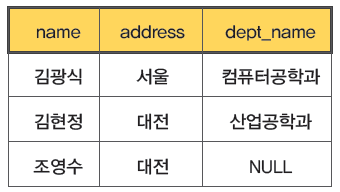 name address dept_name
김광식 서울 컴퓨터공학과
김현정 대전 산업공학과
조영수 대전 NULL